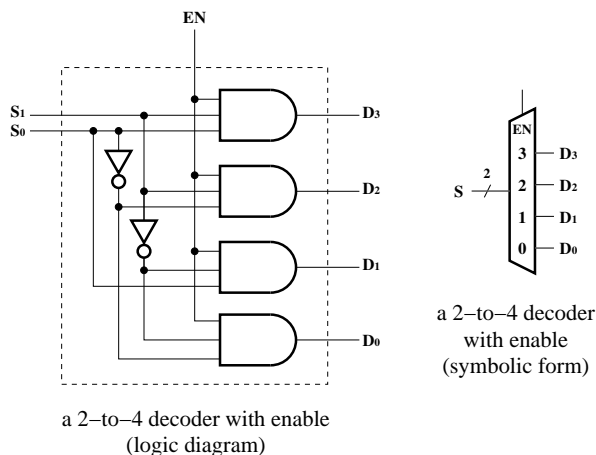 EN
S1
S0
D3
D2
D1
D0
a 2−to−4 decoder with enable
(logic diagram)
EN
3 D3
2
S 2 D2
1 D1
0 D0
a 2−to−4 decoder
with enable
(symbolic form)